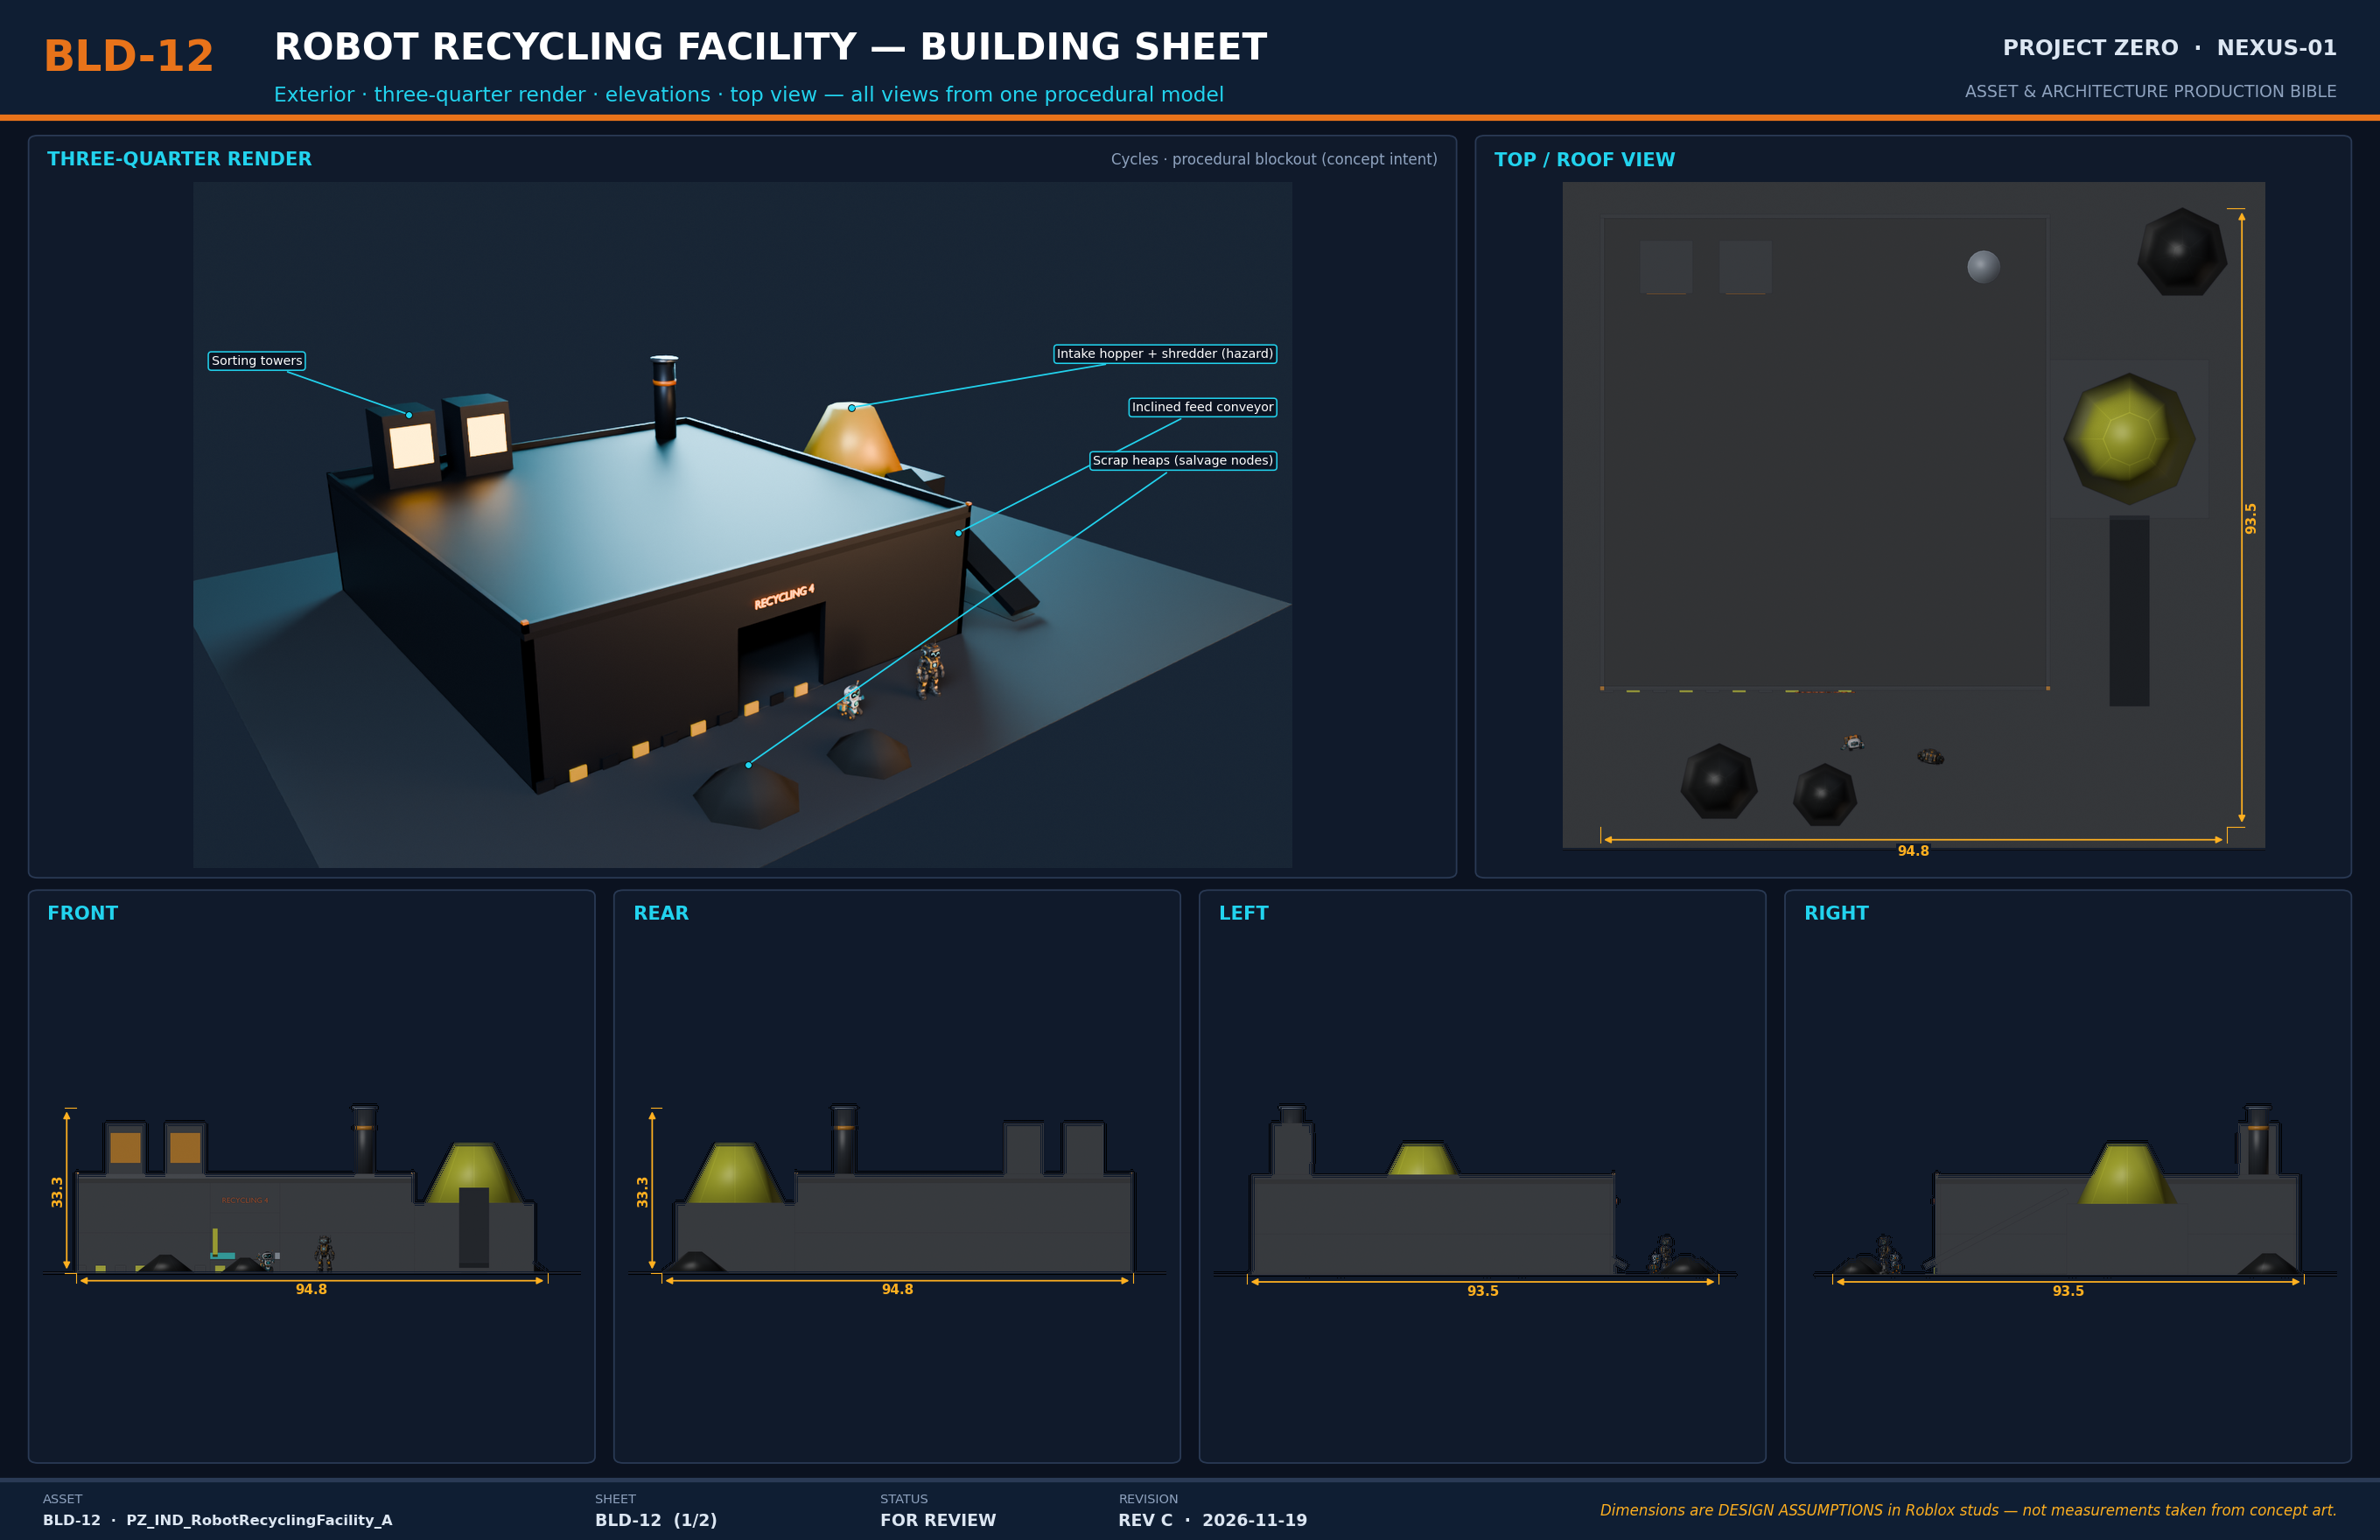 BLD-12
ROBOT RECYCLING FACILITY — BUILDING SHEET
Exterior · three-quarter render · elevations · top view — all views from one procedural model
PROJECT ZERO · NEXUS-01
ASSET & ARCHITECTURE PRODUCTION BIBLE
THREE-QUARTER RENDER
Cycles · procedural blockout (concept intent)
Sorting towers
Intake hopper + shredder (hazard)
Inclined feed conveyor
Scrap heaps (salvage nodes)
RECYCLING 4
TOP / ROOF VIEW
93.5
94.8
FRONT
33.3
RECYCLING 4
94.8
REAR
33.3
94.8
LEFT
93.5
RIGHT
93.5
ASSET
BLD-12 · PZ_IND_RobotRecyclingFacility_A
SHEET
BLD-12 (1/2)
STATUS
FOR REVIEW
REVISION
REV C · 2026-11-19
Dimensions are DESIGN ASSUMPTIONS in Roblox studs — not measurements taken from concept art.